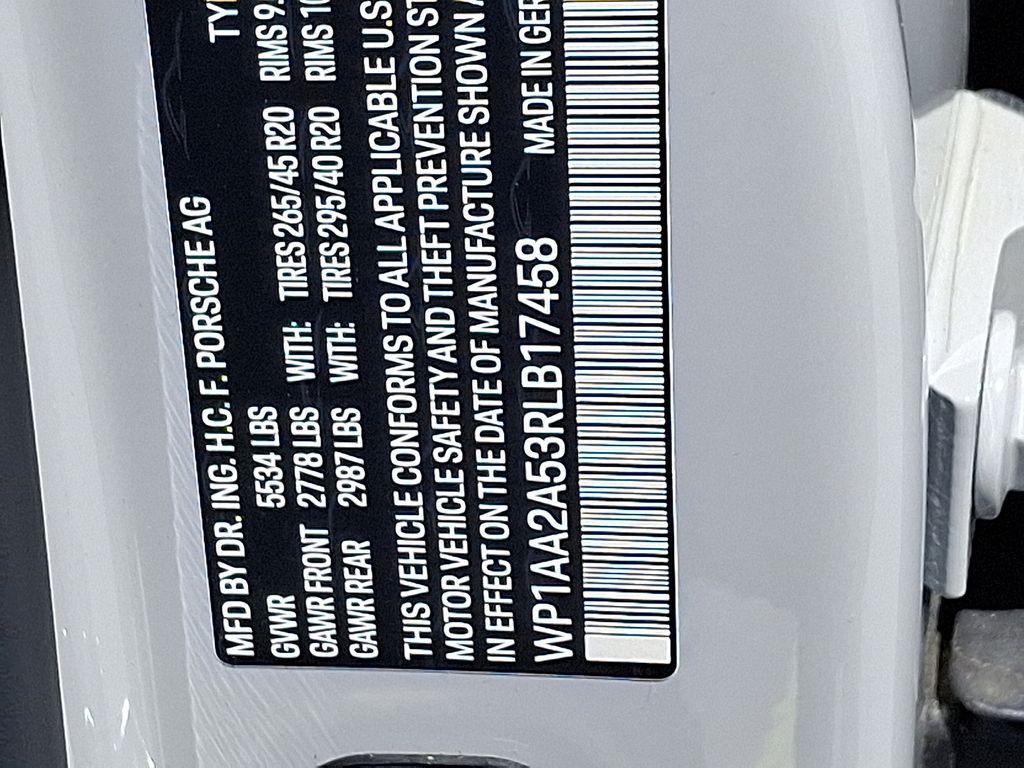 MFD BY DR. ING. H.C. F. PORSCHE AG
GVWR 5534 LBS
GAWR FRONT 2778 LBS WITH: TIRES 265/45 R20 RIMS 9.
GAWR REAR 2987 LBS WITH: TIRES 295/40 R20 RIMS 10
THIS VEHICLE CONFORMS TO ALL APPLICABLE U.S
MOTOR VEHICLE SAFETY AND THEFT PREVENTION ST
IN EFFECT ON THE DATE OF MANUFACTURE SHOWN A
WP1AA2A53RLB17458 MADE IN GER